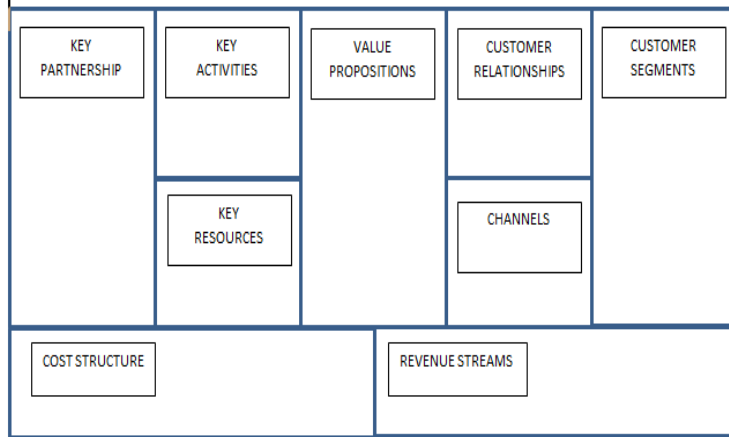 KEY
PARTNERSHIP
KEY
ACTIVITIES
VALUE
PROPOSITIONS
CUSTOMER
RELATIONSHIPS
CUSTOMER
SEGMENTS
KEY
RESOURCES
CHANNELS
COST STRUCTURE
REVENUE STREAMS